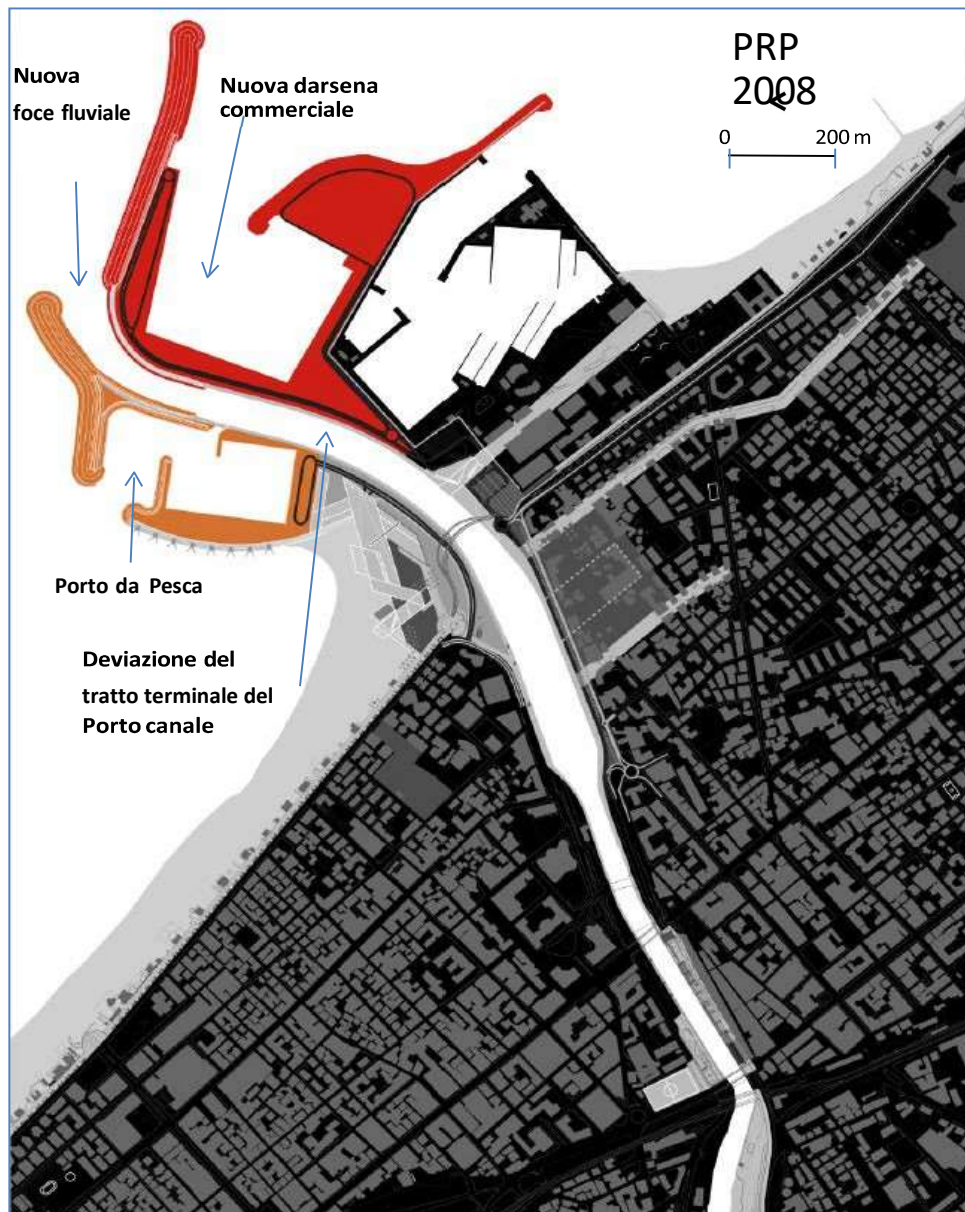 PRP
2008
0 200 m
Nuova
foce fluviale
Nuova darsena
commerciale
Porto da Pesca
Deviazione del
tratto terminale del
Porto canale